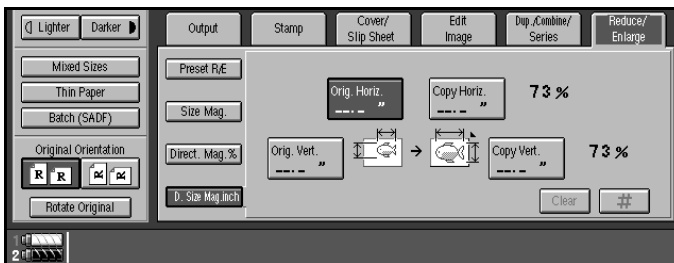 Lighter Darker
Mixed Sizes
Thin Paper
Batch (SADF)
Original Orientation
R R R R
Rotate Original
1
2
Output
Stamp
Cover/
Slip Sheet
Edit
Image
Dup./Combine/
Series
Reduce/
Enlarge
Preset R/E
Size Mag.
Direct. Mag.%
D. Size Mag.inch
Orig. Horiz.
--.- "
Copy Horiz.
--.- "
73%
Orig. Vert.
--.- "
Copy Vert.
--.- "
73%
Clear
#